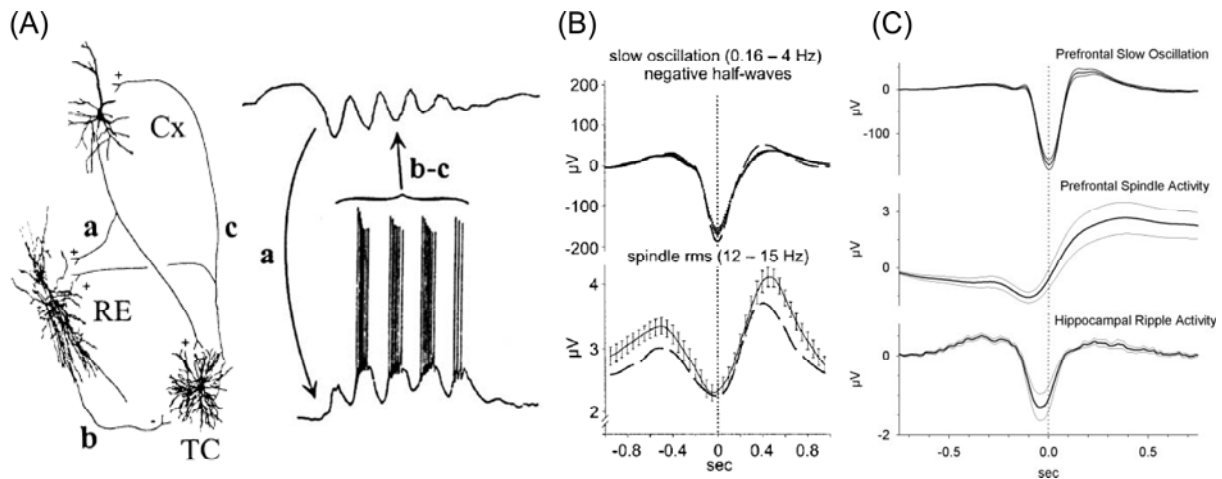 (A)
Cx
a
c
RE
TC
b
+
+
+
+
-
a
b-c
(B)
slow oscillation (0.16 – 4 Hz)
negative half-waves
µV
200
100
0
-100
-200
spindle rms (12 – 15 Hz)
µV
4
3
2
-0.8
-0.4
0
0.4
0.8
sec
(C)
Prefrontal Slow Oscillation
µV
0
-100
Prefrontal Spindle Activity
µV
3
0
Hippocampal Ripple Activity
µV
0
-2
-0.5
0.0
0.5
sec